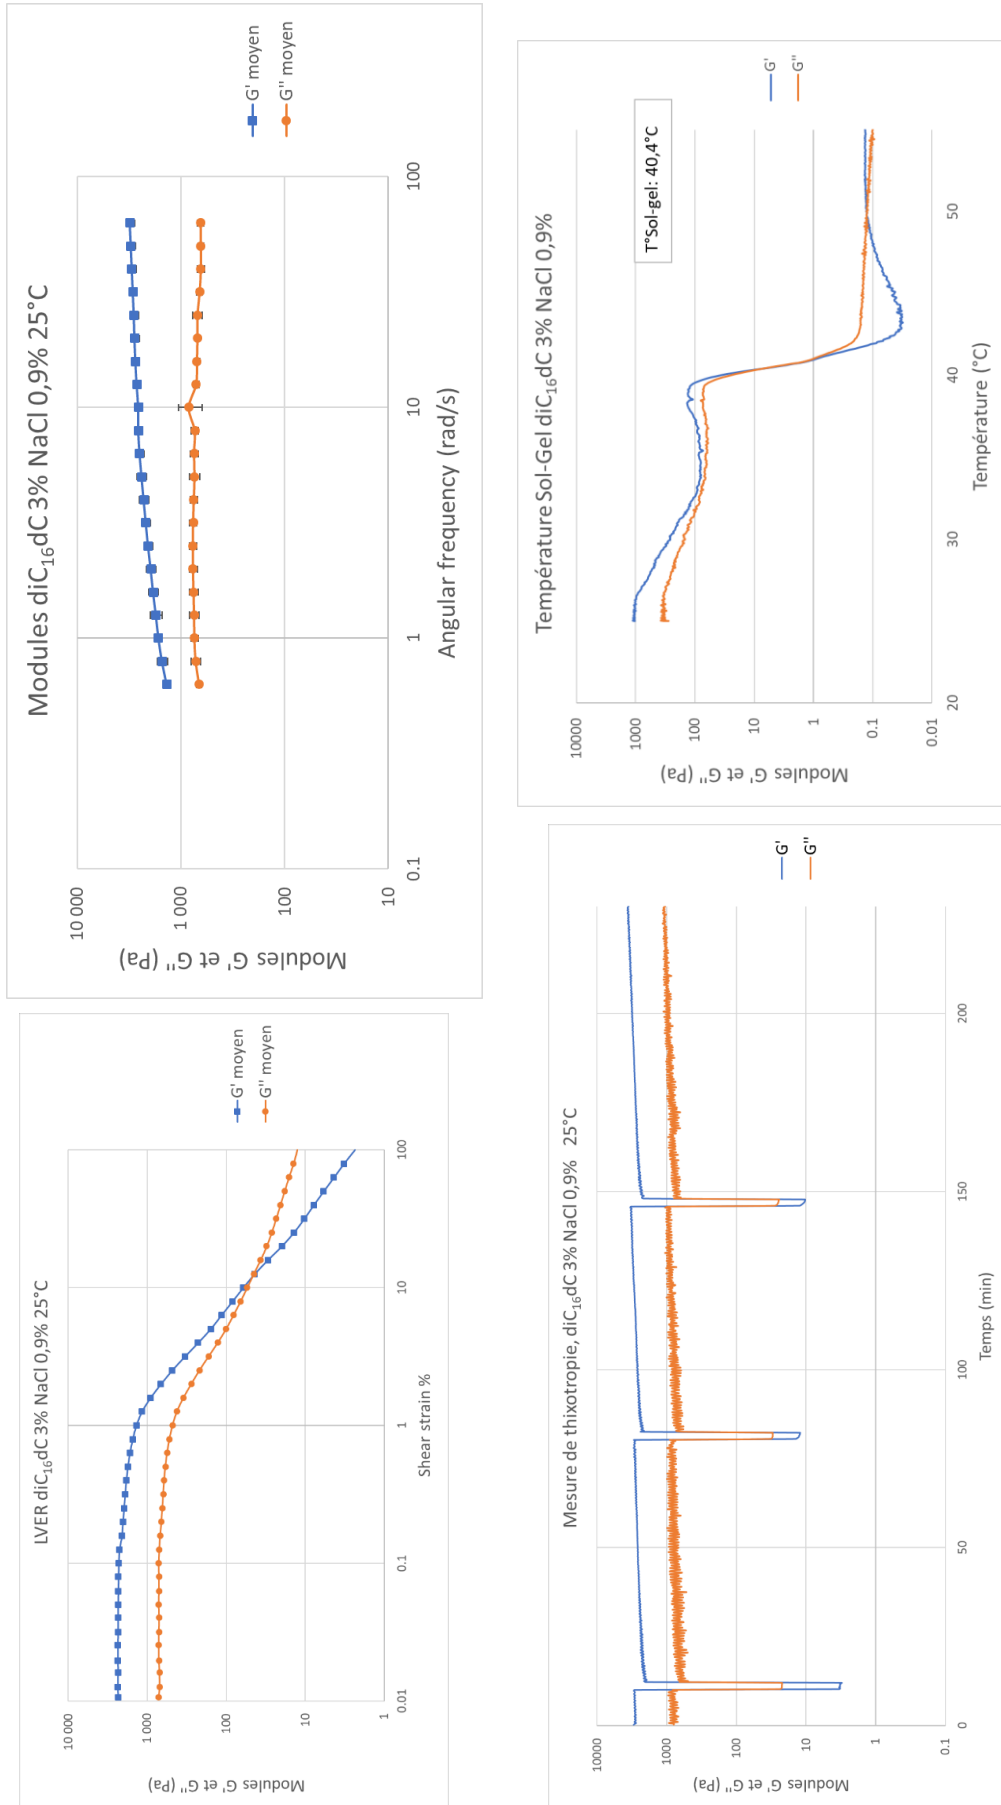 LVER diC₁₆dC 3% NaCl 0,9% 25°C
Modules G' et G'' (Pa)
10 000
1 000
100
10
1
0.01
0.1
1
10
100
Shear strain %
G' moyen
G'' moyen
Modules diC₁₆dC 3% NaCl 0,9% 25°C
Modules G' et G'' (Pa)
10 000
1 000
100
10
0.1
1
10
100
Angular frequency (rad/s)
G' moyen
G'' moyen
Mesure de thixotropie, diC₁₆dC 3% NaCl 0,9% 25°C
Modules G' et G'' (Pa)
10000
1000
100
10
1
0.1
0
50
100
150
200
Temps (min)
G'
G''
Température Sol-Gel diC₁₆dC 3% NaCl 0,9%
T°Sol-gel: 40,4°C
Modules G' et G'' (Pa)
10000
1000
100
10
1
0.1
0.01
20
30
40
50
Température (°C)
G'
G''